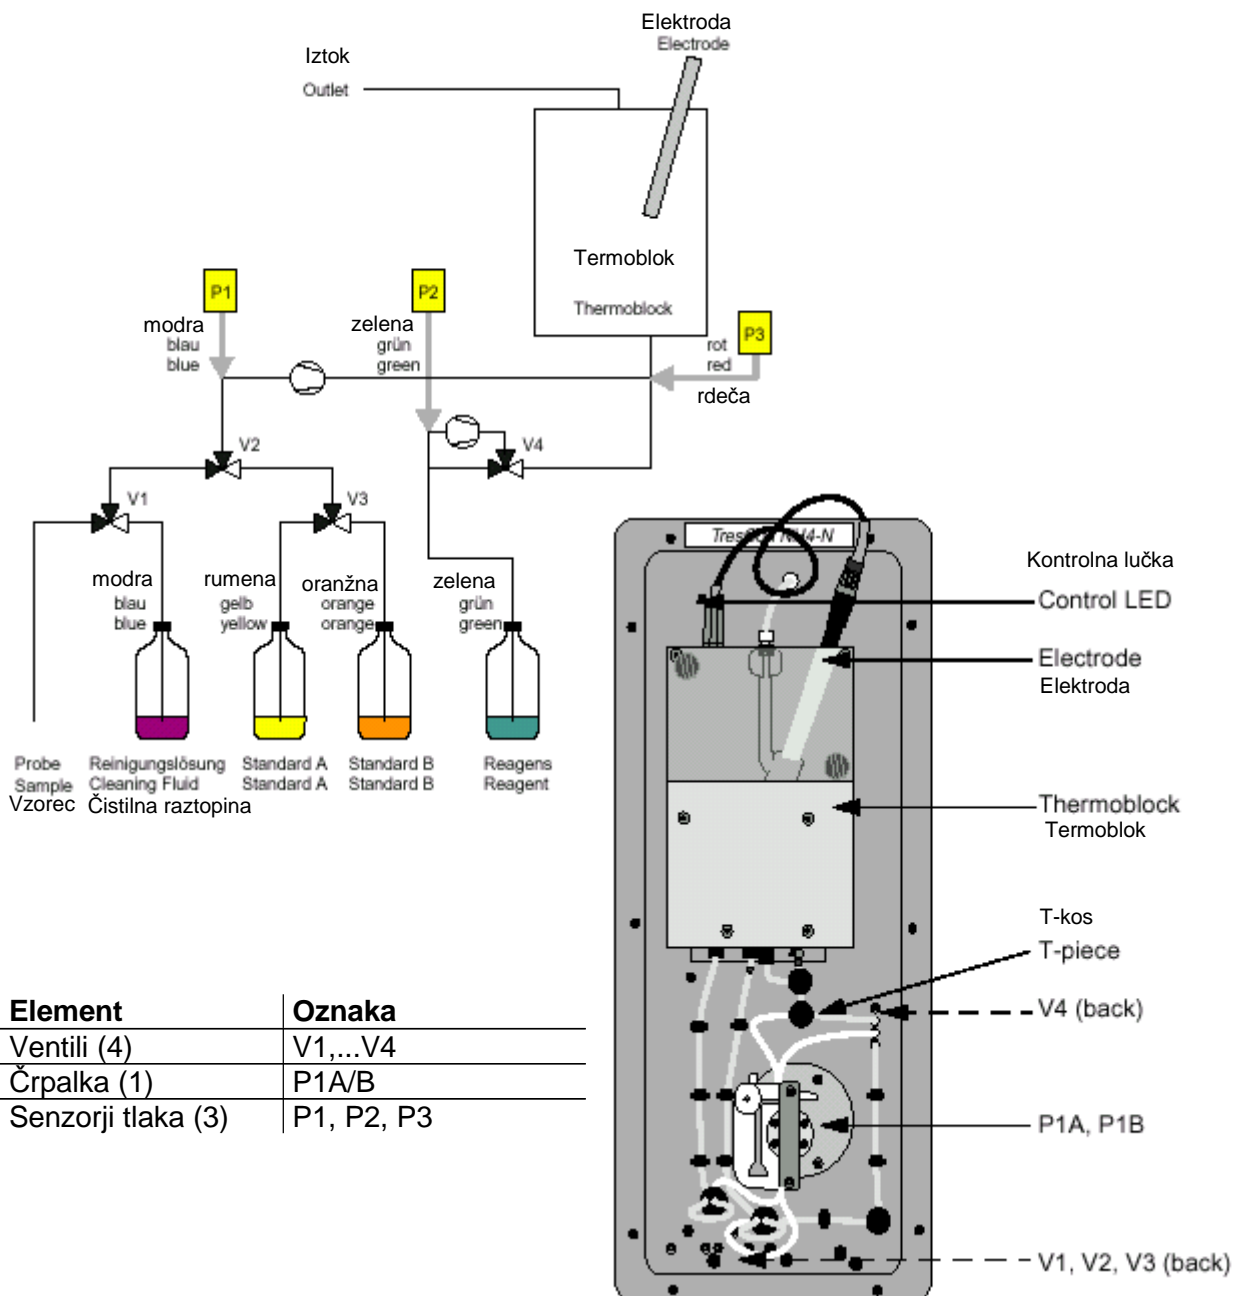 Elektroda
Electrode
Iztok
Outlet
Termoblok
Thermoblock
P1
P2
P3
modra
blau
blue
zelena
grün
green
rot
red
rdeča
V2
V4
V1
V3
modra
blau
blue
rumena
gelb
yellow
oranžna
orange
orange
zelena
grün
green
Probe
Sample
Vzorec
Reinigungslösung
Cleaning Fluid
Čistilna raztopina
Standard A
Standard A
Standard B
Standard B
Reagens
Reagent
NH4-N
Kontrolna lučka
Control LED
Electrode
Elektroda
Thermoblock
Termoblok
T-kos
T-piece
V4 (back)
P1A, P1B
V1, V2, V3 (back)
Element Oznaka
Ventili (4) V1,...V4
Črpalka (1) P1A/B
Senzorji tlaka (3) P1, P2, P3